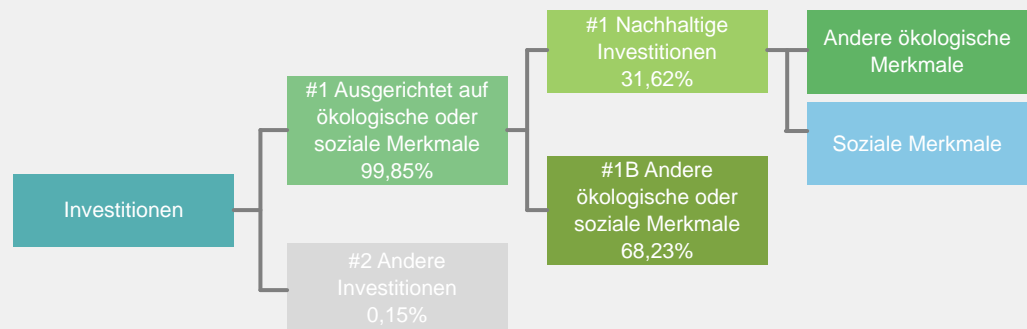 Investitionen
#1 Ausgerichtet auf
ökologische oder
soziale Merkmale
99,85%
#2 Andere
Investitionen
0,15%
#1 Nachhaltige
Investitionen
31,62%
#1B Andere
ökologische oder
soziale Merkmale
68,23%
Andere ökologische
Merkmale
Soziale Merkmale